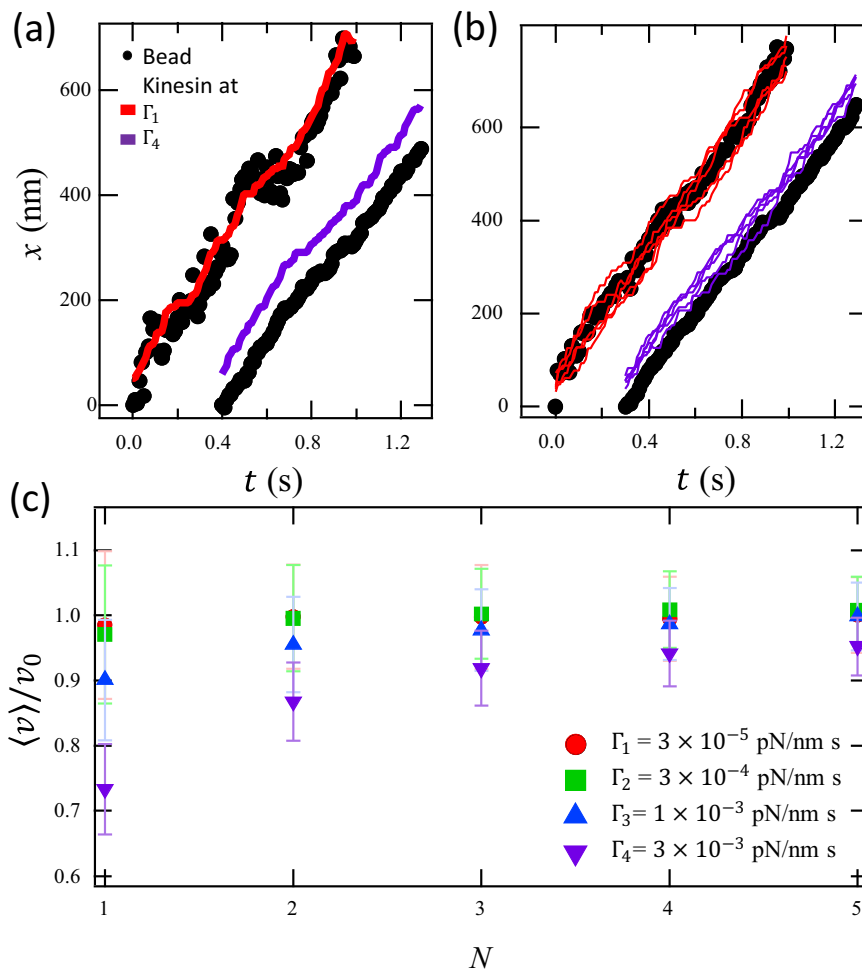 (a)
(b)
Bead
Kinesin at
Γ₁
Γ₄
600
400
200
0
600
400
200
0
x (nm)
0.0
0.4
0.8
1.2
0.0
0.4
0.8
1.2
t (s)
t (s)
(c)
1.1
1.0
0.9
0.8
0.7
0.6
⟨v⟩/v₀
Γ₁ = 3 × 10⁻⁵ pN/nm s
Γ₂ = 3 × 10⁻⁴ pN/nm s
Γ₃= 1 × 10⁻³ pN/nm s
Γ₄= 3 × 10⁻³ pN/nm s
1
2
3
4
5
N